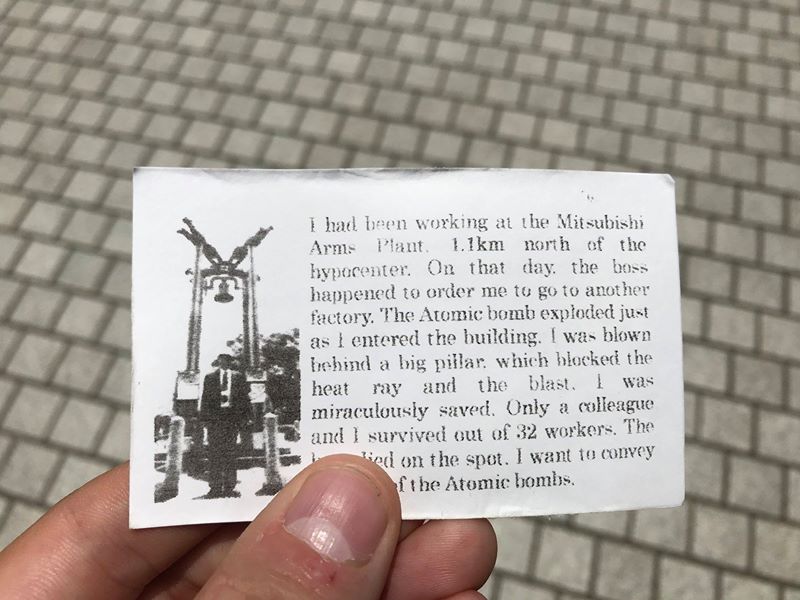 I had been working at the Mitsubishi
Arms Plant. 1.1km north of the
hypocenter. On that day. the boss
happened to order me to go to another
factory. The Atomic bomb exploded just
as I entered the building. I was blown
behind a big pillar. which blocked the
heat ray and the blast. I was
miraculously saved. Only a colleague
and I survived out of 32 workers. The
on the spot. I want to convey
of the Atomic bombs.